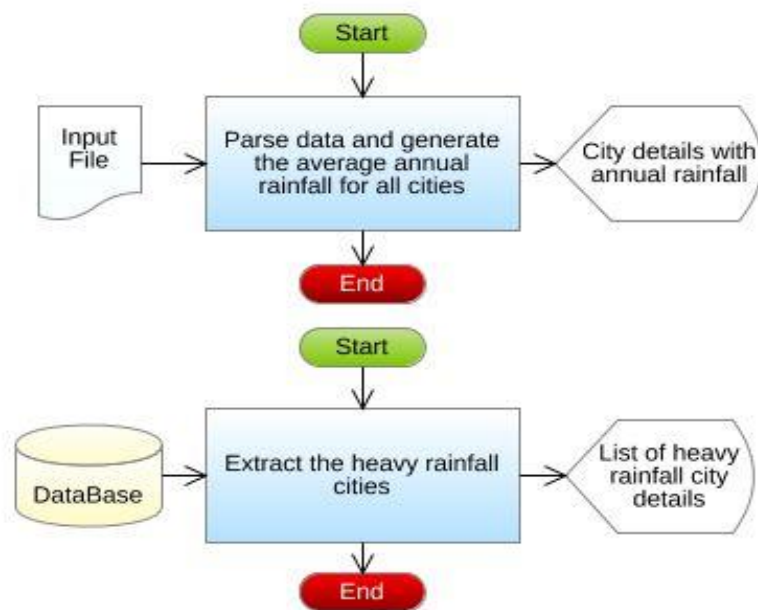 Start
Input
File
Parse data and generate
the average annual
rainfall for all cities
City details with
annual rainfall
End
Start
DataBase
Extract the heavy rainfall
cities
List of heavy
rainfall city
details
End